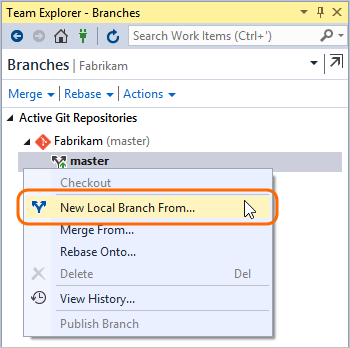 Team Explorer - Branches
Search Work Items (Ctrl+')
Branches | Fabrikam
Merge | Rebase | Actions
Active Git Repositories
Fabrikam (master)
master
Checkout
New Local Branch From...
Merge From...
Rebase Onto...
Delete Del
View History...
Publish Branch